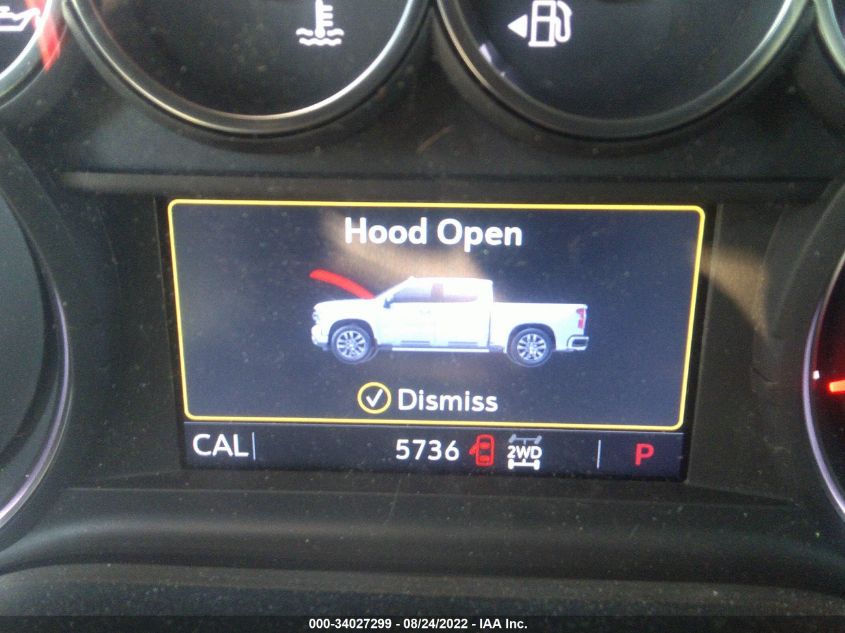 Hood Open
Dismiss
CAL 5736 2WD P
000-34027299 - 08/24/2022 - IAA Inc.